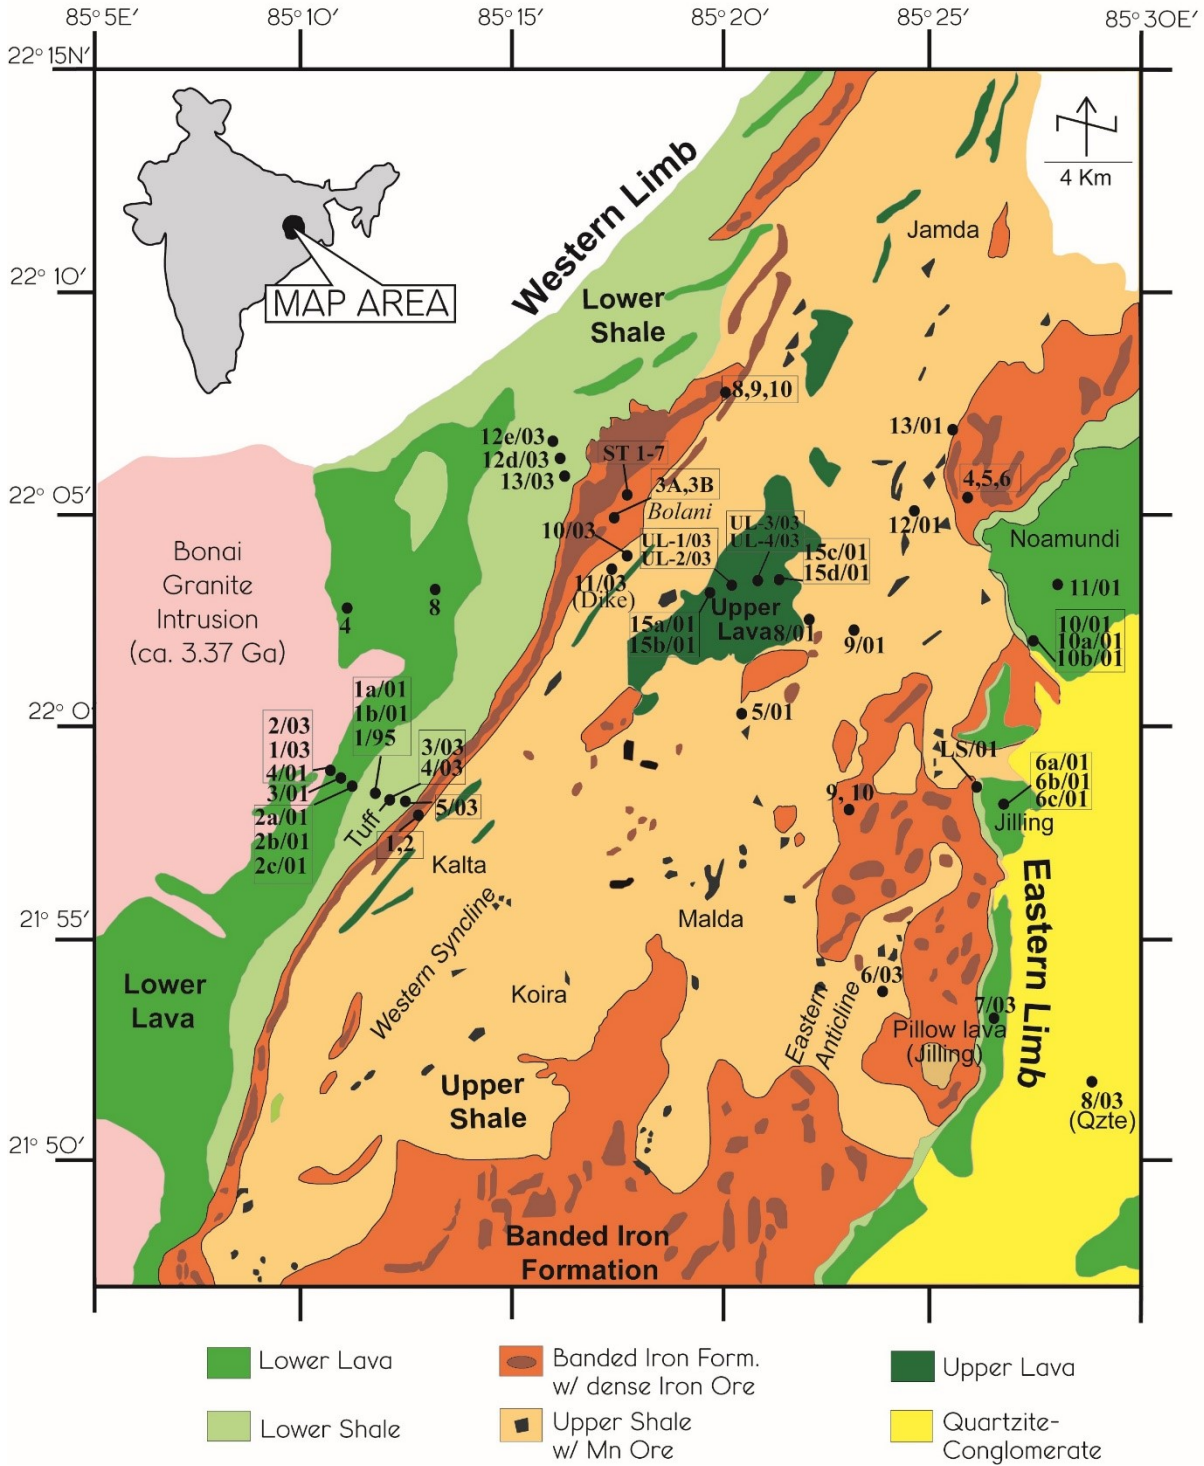 85° 5E′
85° 10′
85° 15′
85° 20′
85° 25′
85° 30E′
22° 15N′
22° 10′
22° 05′
22° 0′
21° 55′
21° 50′
4 Km
MAP AREA
Western Limb
Lower
Shale
Jamda
8,9,10
12e/03
12d/03
13/03
ST 1-7
3A,3B
Bolani
10/03
11/03
(Dike)
UL-1/03
UL-2/03
UL-3/03
UL-4/03
15c/01
15d/01
15a/01
15b/01
Upper
Lava
8/01
9/01
5/01
13/01
4,5,6
12/01
Noamundi
11/01
10/01
10a/01
10b/01
Bonai
Granite
Intrusion
(ca. 3.37 Ga)
4
8
1a/01
1b/01
1/95
2/03
1/03
4/01
3/01
2a/01
2b/01
2c/01
3/03
4/03
5/03
Tuff
1,2
Kalta
LS/01
6a/01
6b/01
6c/01
Jilling
9, 10
Malda
Western Syncline
Koira
Eastern
Anticline
6/03
7/03
Pillow lava
(Jilling)
Eastern Limb
8/03
(Qzte)
Lower
Lava
Upper
Shale
Banded Iron
Formation
Lower Lava
Banded Iron Form.
w/ dense Iron Ore
Upper Lava
Lower Shale
Upper Shale
w/ Mn Ore
Quartzite-
Conglomerate